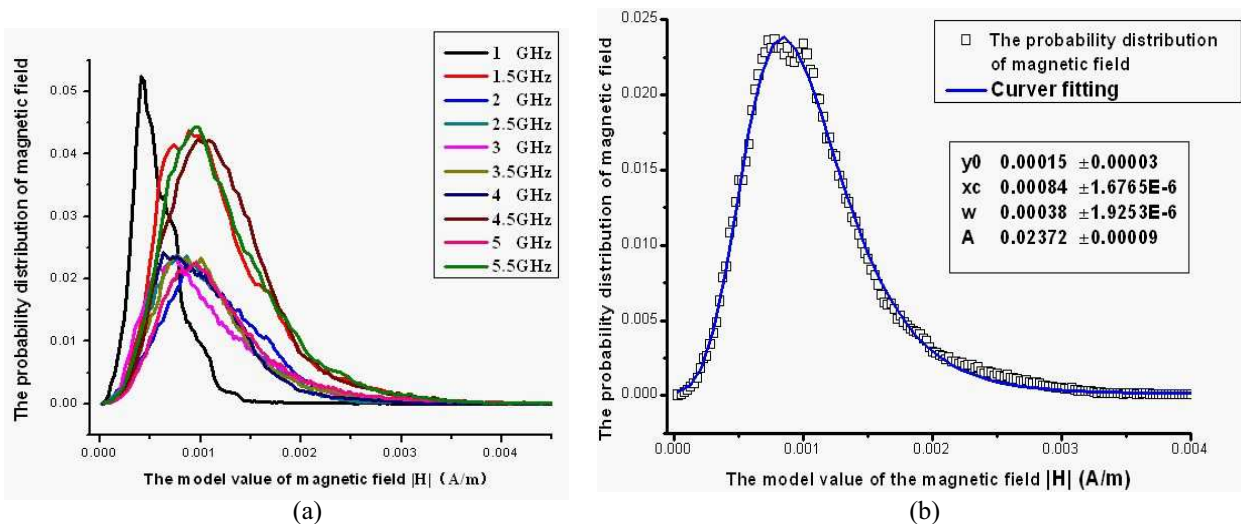 The probability distribution of magnetic field
0.05
0.04
0.03
0.02
0.01
0.00
0.000
0.001
0.002
0.003
0.004
The model value of magnetic field |H| (A/m)
1 GHz
1.5GHz
2 GHz
2.5GHz
3 GHz
3.5GHz
4 GHz
4.5GHz
5 GHz
5.5GHz
(a)
The probability distribution of magnetic field
0.025
0.020
0.015
0.010
0.005
0.000
0.000
0.001
0.002
0.003
0.004
The model value of the magnetic field |H| (A/m)
The probability distribution
of magnetic field
Curver fitting
y0 0.00015 ±0.00003
xc 0.00084 ±1.6765E-6
w 0.00038 ±1.9253E-6
A 0.02372 ±0.00009
(b)